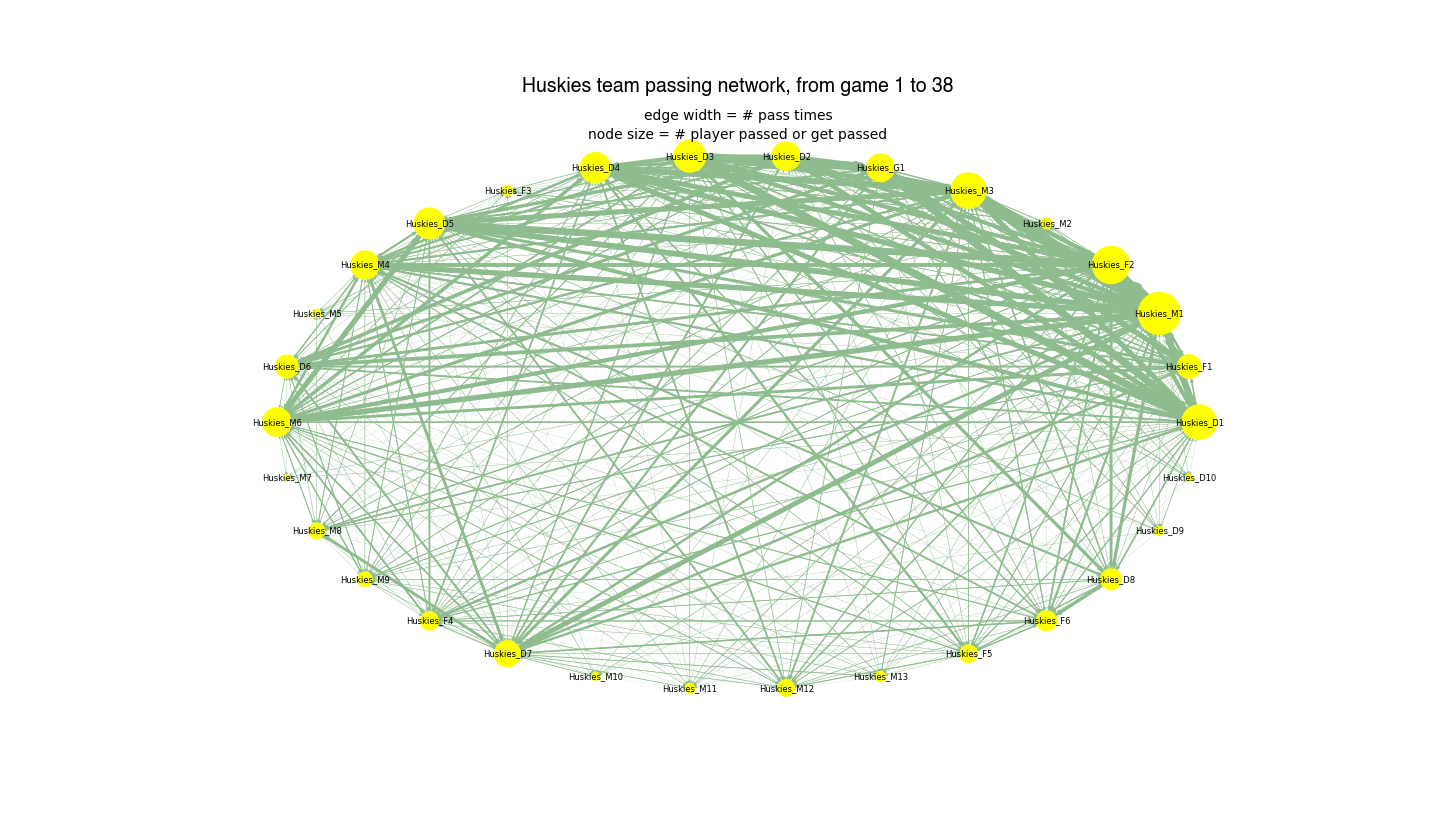 Huskies team passing network, from game 1 to 38
edge width = # pass times
node size = # player passed or get passed
Huskies_D3
Huskies_D2
Huskies_D4
Huskies_G1
Huskies_F3
Huskies_M3
Huskies_D5
Huskies_M2
Huskies_M4
Huskies_F2
Huskies_M5
Huskies_M1
Huskies_D6
Huskies_F1
Huskies_M6
Huskies_D1
Huskies_M7
Huskies_D10
Huskies_M8
Huskies_D9
Huskies_M9
Huskies_D8
Huskies_F4
Huskies_F6
Huskies_D7
Huskies_F5
Huskies_M10
Huskies_M13
Huskies_M11
Huskies_M12